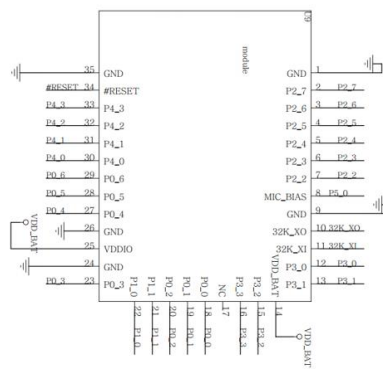 U9
module
35 GND
GND 1
#RESET 34 #RESET
P2_7 2 P2_7
P4_3 33 P4_3
P2_6 3 P2_6
P4_2 32 P4_2
P2_5 4 P2_5
P4_1 31 P4_1
P2_4 5 P2_4
P4_0 30 P4_0
P2_3 6 P2_3
P0_6 29 P0_6
P2_2 7 P2_2
P0_5 28 P0_5
MIC_BIAS 8 P5_0
P0_4 27 P0_4
GND 9
26 GND
32K_XO 10 32K_XO
VDD_BAT 25 VDDIO
32K_XI 11 32K_XI
24 GND
P3_0 12 P3_0
P0_3 23 P0_3
P3_1 13 P3_1
P1_0 P1_1 P0_2 P0_1 P0_0 NC P3_3 P3_2 VDD_BAT
22 21 20 19 18 17 16 15 14
P1_0 P1_1 P0_2 P0_1 P0_0 P3_3 P3_2 VDD_BAT